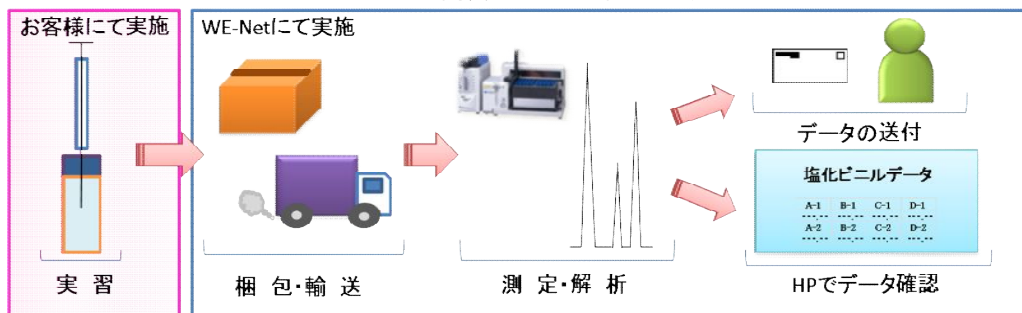 お客様にて実施
WE-Netにて実施
実 習
梱 包・輸 送
測 定・解 析
データの送付
塩化ビニルデータ
A-1 B-1 C-1 D-1
---.-- ---.-- ---.-- ---.--
A-2 B-2 C-2 D-2
---.-- ---.-- ---.-- ---.--
HPでデータ確認